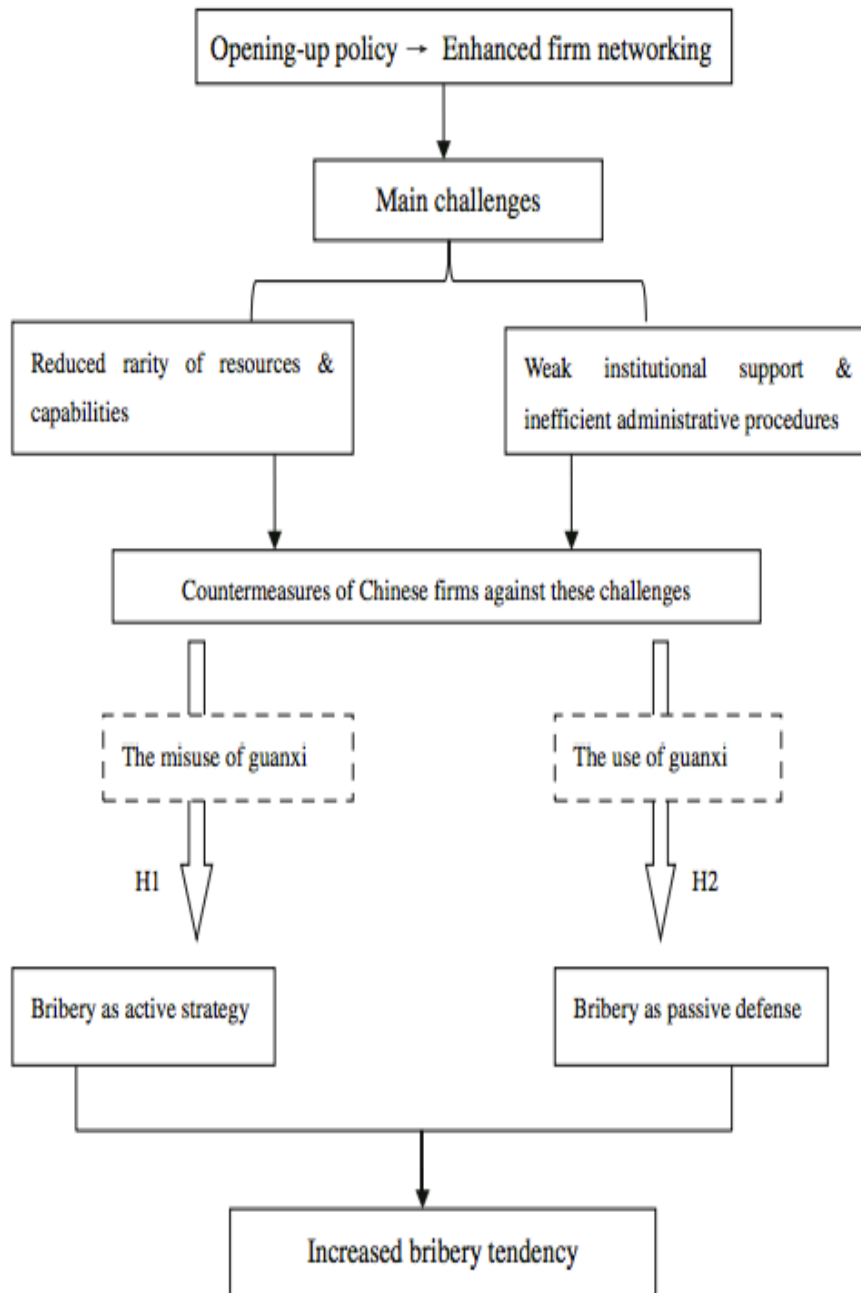 Opening-up policy → Enhanced firm networking
Main challenges
Reduced rarity of resources &
capabilities
Weak institutional support &
inefficient administrative procedures
Countermeasures of Chinese firms against these challenges
The misuse of guanxi
The use of guanxi
H1
H2
Bribery as active strategy
Bribery as passive defense
Increased bribery tendency